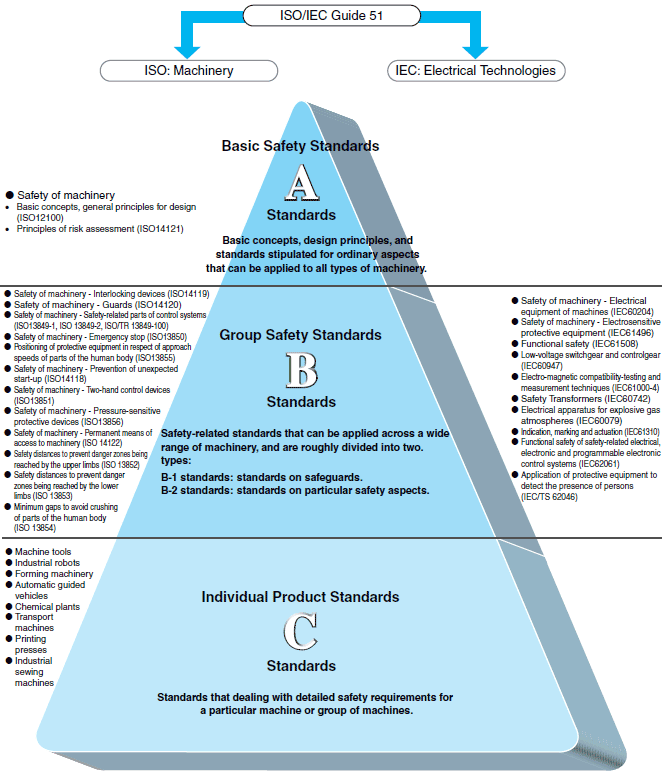 ISO/IEC Guide 51
ISO: Machinery
IEC: Electrical Technologies
Basic Safety Standards
A
Standards
Basic concepts, design principles, and
standards stipulated for ordinary aspects
that can be applied to all types of machinery.
● Safety of machinery
• Basic concepts, general principles for design
(ISO12100)
• Principles of risk assessment (ISO14121)
● Safety of machinery - Interlocking devices (ISO14119)
● Safety of machinery - Guards (ISO14120)
● Safety of machinery - Safety-related parts of control systems
(ISO13849-1, ISO 13849-2, ISO/TR 13849-100)
● Safety of machinery - Emergency stop (ISO13850)
● Positioning of protective equipment in respect of approach
speeds of parts of the human body (ISO13855)
● Safety of machinery - Prevention of unexpected
start-up (ISO14118)
● Safety of machinery - Two-hand control devices
(ISO13851)
● Safety of machinery - Pressure-sensitive
protective devices (ISO13856)
● Safety of machinery - Permanent means of
access to machinery (ISO 14122)
● Safety distances to prevent danger zones being
reached by the upper limbs (ISO 13852)
● Safety distances to prevent danger
zones being reached by the lower
limbs (ISO 13853)
● Minimum gaps to avoid crushing
of parts of the human body
(ISO 13854)
Group Safety Standards
B
Standards
Safety-related standards that can be applied across a wide
range of machinery, and are roughly divided into two.
types:
B-1 standards: standards on safeguards.
B-2 standards: standards on particular safety aspects.
● Safety of machinery - Electrical
equipment of machines (IEC60204)
● Safety of machinery - Electrosensitive
protective equipment (IEC61496)
● Functional safety (IEC61508)
● Low-voltage switchgear and controlgear
(IEC60947)
● Electro-magnetic compatibility-testing and
measurement techniques (IEC61000-4)
● Safety Transformers (IEC60742)
● Electrical apparatus for explosive gas
atmospheres (IEC60079)
● Indication, marking and actuation (IEC61310)
● Functional safety of safety-related electrical,
electronic and programmable electronic
control systems (IEC62061)
● Application of protective equipment to
detect the presence of persons
(IEC/TS 62046)
● Machine tools
● Industrial robots
● Forming machinery
● Automatic guided
vehicles
● Chemical plants
● Transport
machines
● Printing
presses
● Industrial
sewing
machines
Individual Product Standards
C
Standards
Standards that dealing with detailed safety requirements for
a particular machine or group of machines.